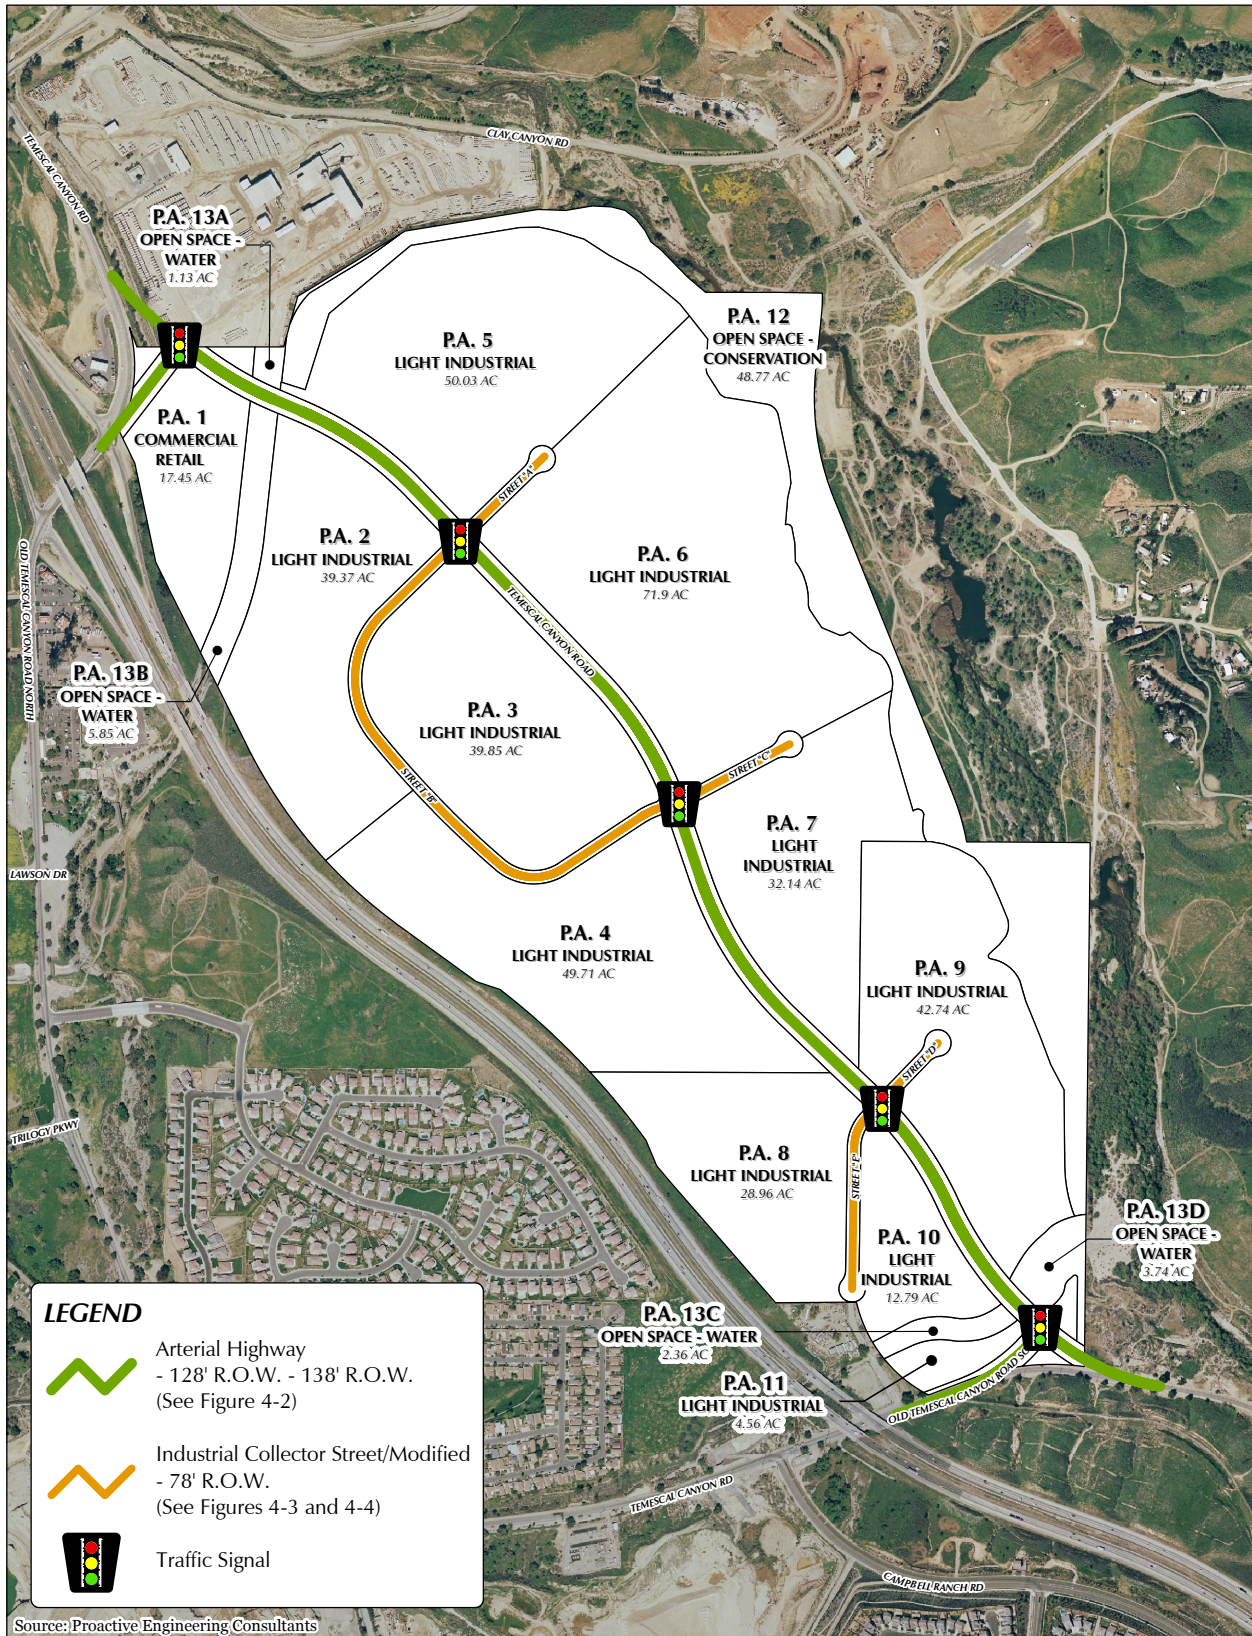 CLAY CANYON RD
TEMESCAL CANYON RD
P.A. 13A
OPEN SPACE -
WATER
1.13 AC
P.A. 5
LIGHT INDUSTRIAL
50.03 AC
P.A. 12
OPEN SPACE -
CONSERVATION
48.77 AC
P.A. 1
COMMERCIAL
RETAIL
17.45 AC
STREET "A"
P.A. 2
LIGHT INDUSTRIAL
39.37 AC
P.A. 6
LIGHT INDUSTRIAL
71.9 AC
TEMESCAL CANYON ROAD
OLD TEMESCAL CANYON ROAD NORTH
P.A. 13B
OPEN SPACE -
WATER
5.85 AC
P.A. 3
LIGHT INDUSTRIAL
39.85 AC
STREET "B"
STREET "C"
P.A. 7
LIGHT
INDUSTRIAL
32.14 AC
LAWSON DR
P.A. 4
LIGHT INDUSTRIAL
49.71 AC
P.A. 9
LIGHT INDUSTRIAL
42.74 AC
STREET "D"
TRILOGY PKWY
P.A. 8
LIGHT INDUSTRIAL
28.96 AC
STREET "E"
P.A. 10
LIGHT
INDUSTRIAL
12.79 AC
P.A. 13D
OPEN SPACE -
WATER
3.74 AC
P.A. 13C
OPEN SPACE - WATER
2.36 AC
P.A. 11
LIGHT INDUSTRIAL
4.56 AC
OLD TEMESCAL CANYON ROAD
TEMESCAL CANYON RD
CAMPBELL RANCH RD
LEGEND
Arterial Highway
- 128' R.O.W. - 138' R.O.W.
(See Figure 4-2)
Industrial Collector Street/Modified
- 78' R.O.W.
(See Figures 4-3 and 4-4)
Traffic Signal
Source: Proactive Engineering Consultants